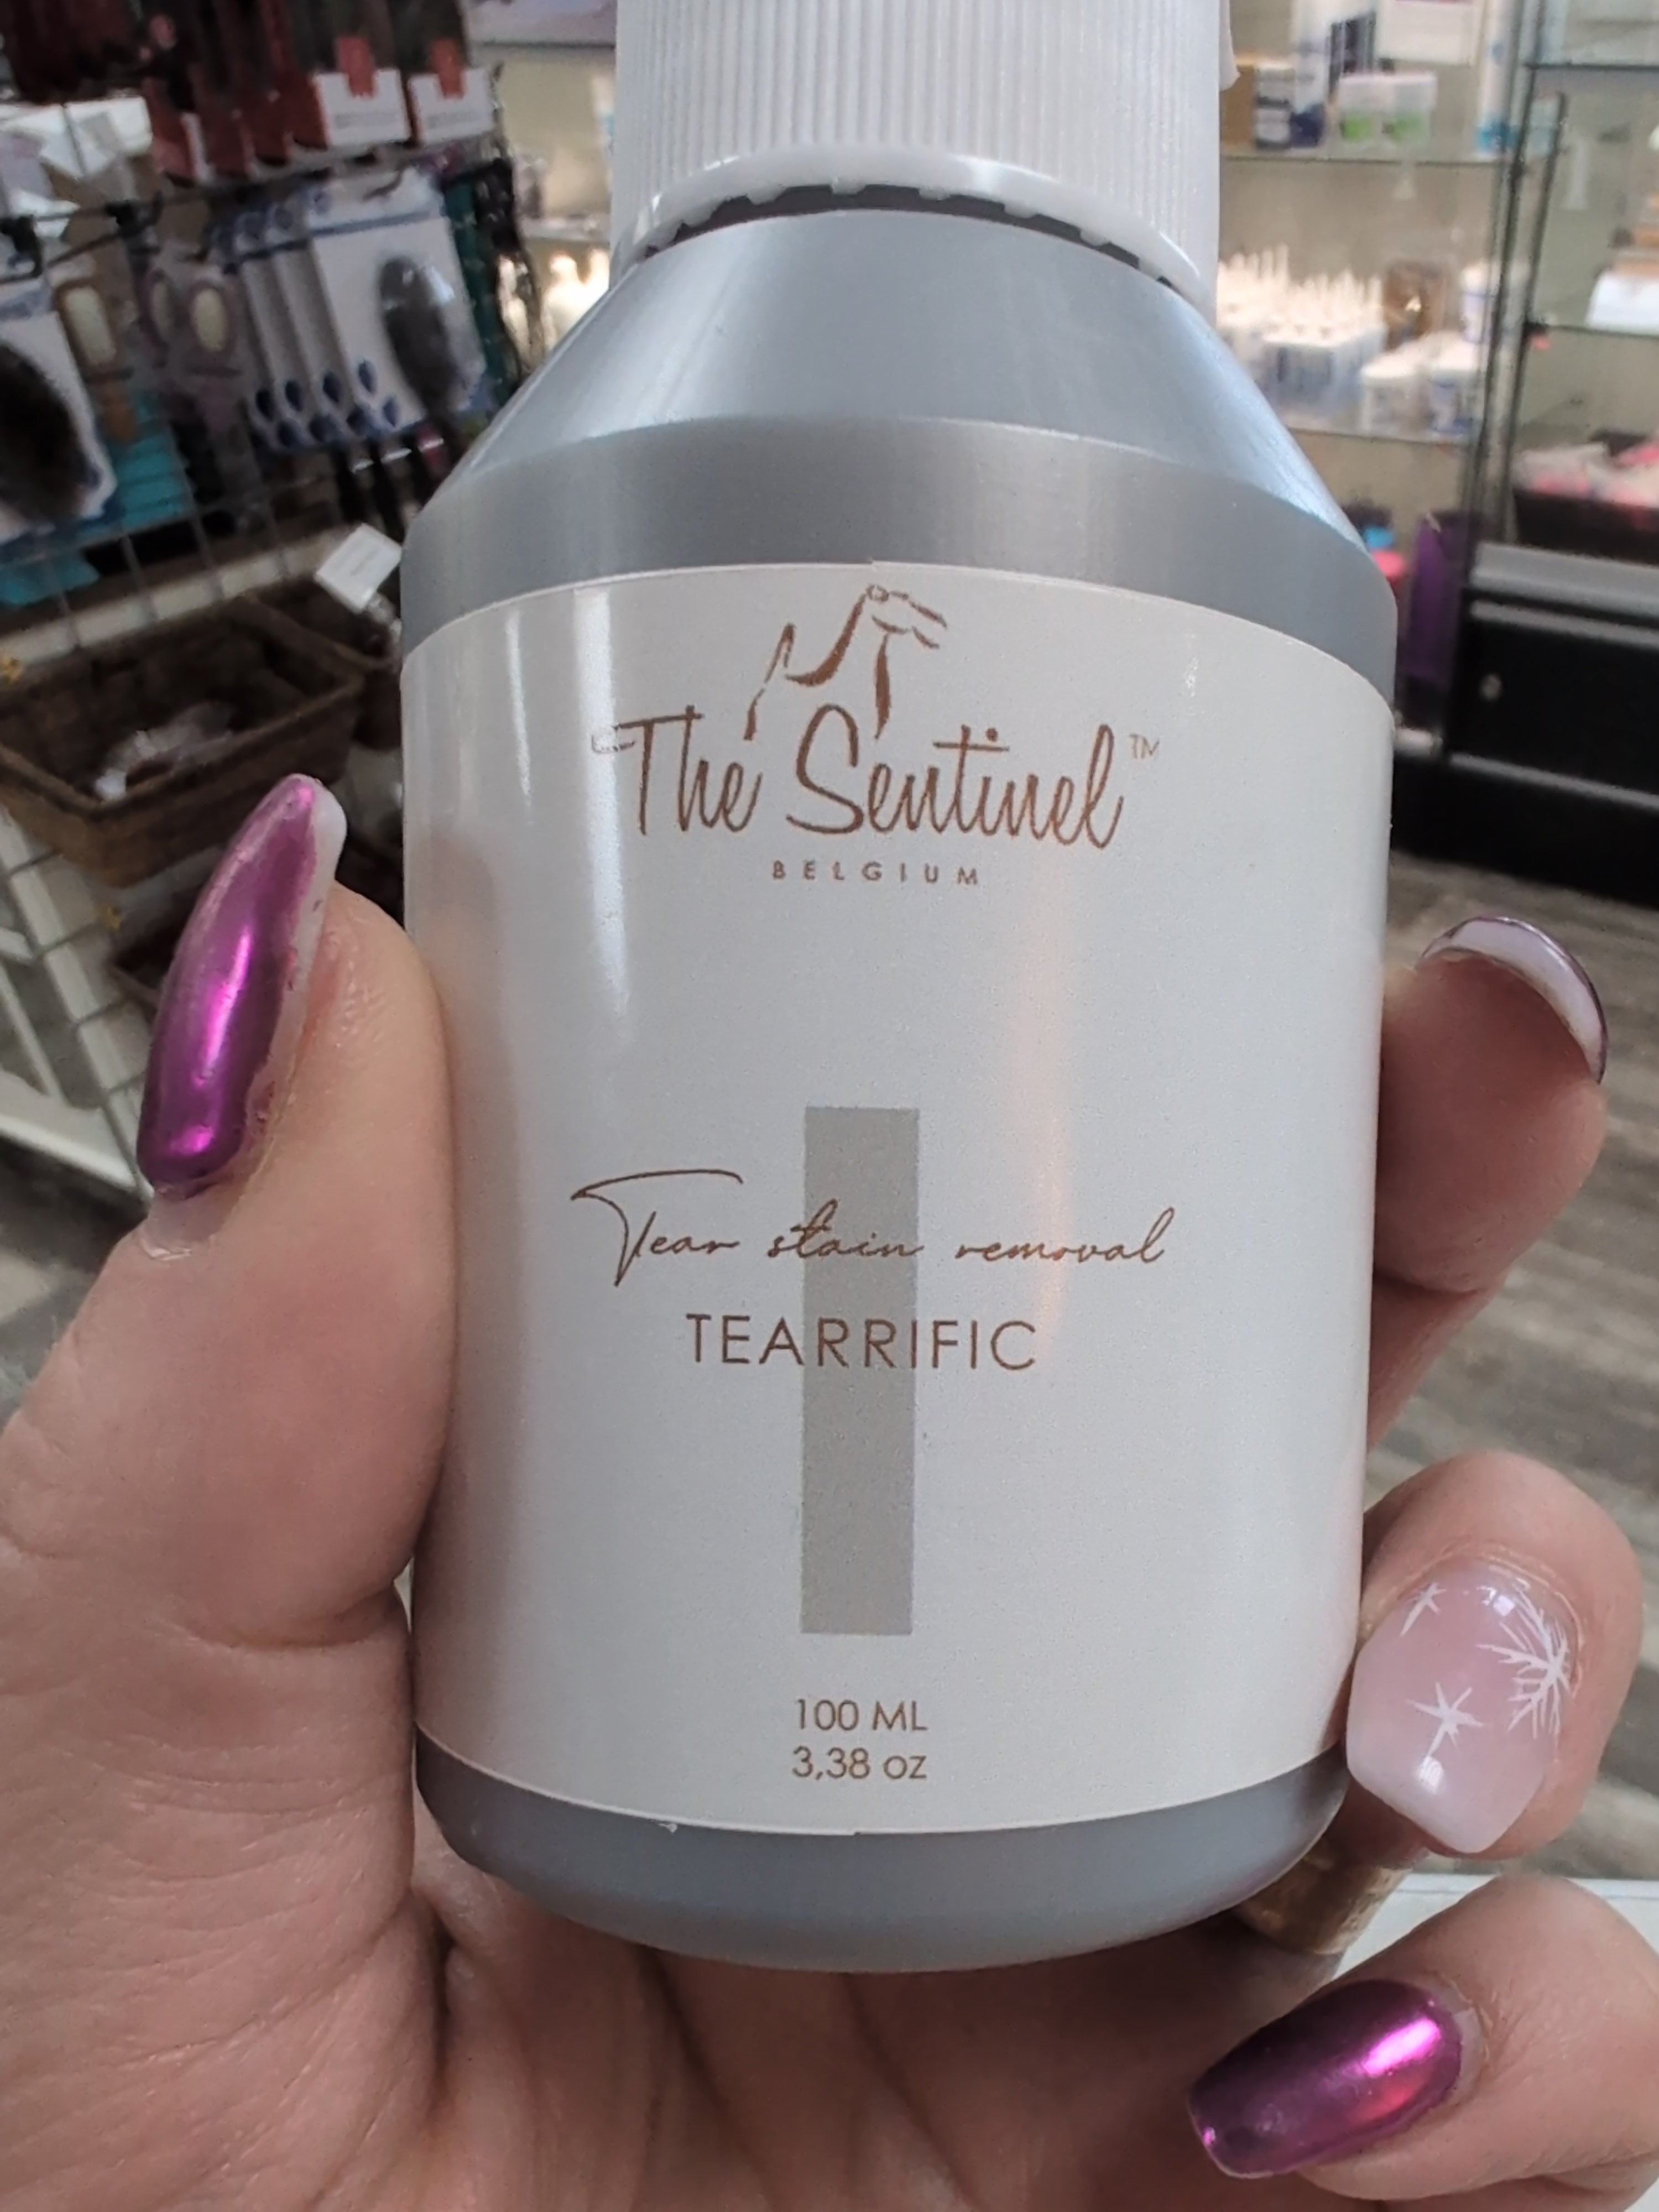 The Sentinel™
BELGIUM
Tear stain removal
TEARRIFIC
100 ML
3,38 oz